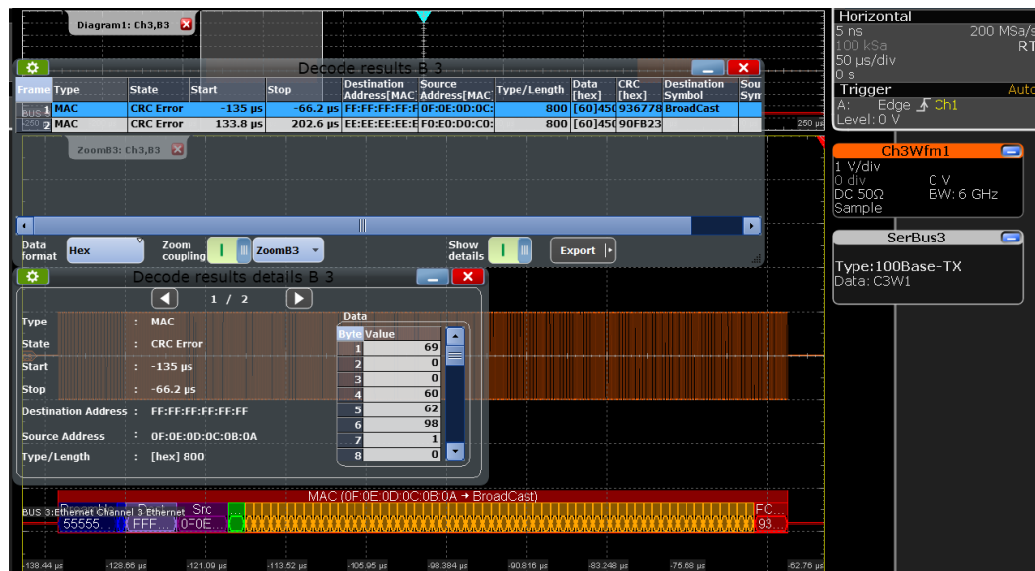 Diagram1: Ch3,B3
Decode results B 3
Frame Type State Start Stop Destination Address[MAC Source Address[MAC Type/Length Data [hex] CRC [hex] Destination Symbol Sou Syn
1 MAC CRC Error -135 µs -66.2 µs FF:FF:FF:FF:F 0F:0E:0D:0C: 800 [60]450 936778 BroadCast
2 MAC CRC Error 133.8 µs 202.6 µs EE:EE:EE:EE:E F0:E0:D0:C0: 800 [60]450 90FB23
BUS
-250
250 µs
ZoomB3: Ch3,B3
Data format Hex Zoom coupling ZoomB3 Show details Export
Decode results details B 3
1 / 2
Type : MAC
State : CRC Error
Start : -135 µs
Stop : -66.2 µs
Destination Address : FF:FF:FF:FF:FF:FF
Source Address : 0F:0E:0D:0C:0B:0A
Type/Length : [hex] 800
Data
Byte Value
1 69
2 0
3 0
4 60
5 62
6 98
7 1
8 0
MAC (0F:0E:0D:0C:0B:0A → BroadCast)
BUS 3:Ethernet Channel 3 Ethernet Src ... FC...
55555... FFF... 0F0E... 93...
-138.44 µs -128.66 µs -121.09 µs -113.52 µs -105.95 µs -98.384 µs -90.816 µs -83.248 µs -75.68 µs -62.76 µs
Horizontal
5 ns 200 MSa/s
100 kSa RT
50 µs/div
0 s
Trigger Auto
A: Edge Ch1
Level: 0 V
Ch3Wfm1
1 V/div
0 div 0 V
DC 50Ω BW: 6 GHz
Sample
SerBus3
Type:100Base-TX
Data: C3W1